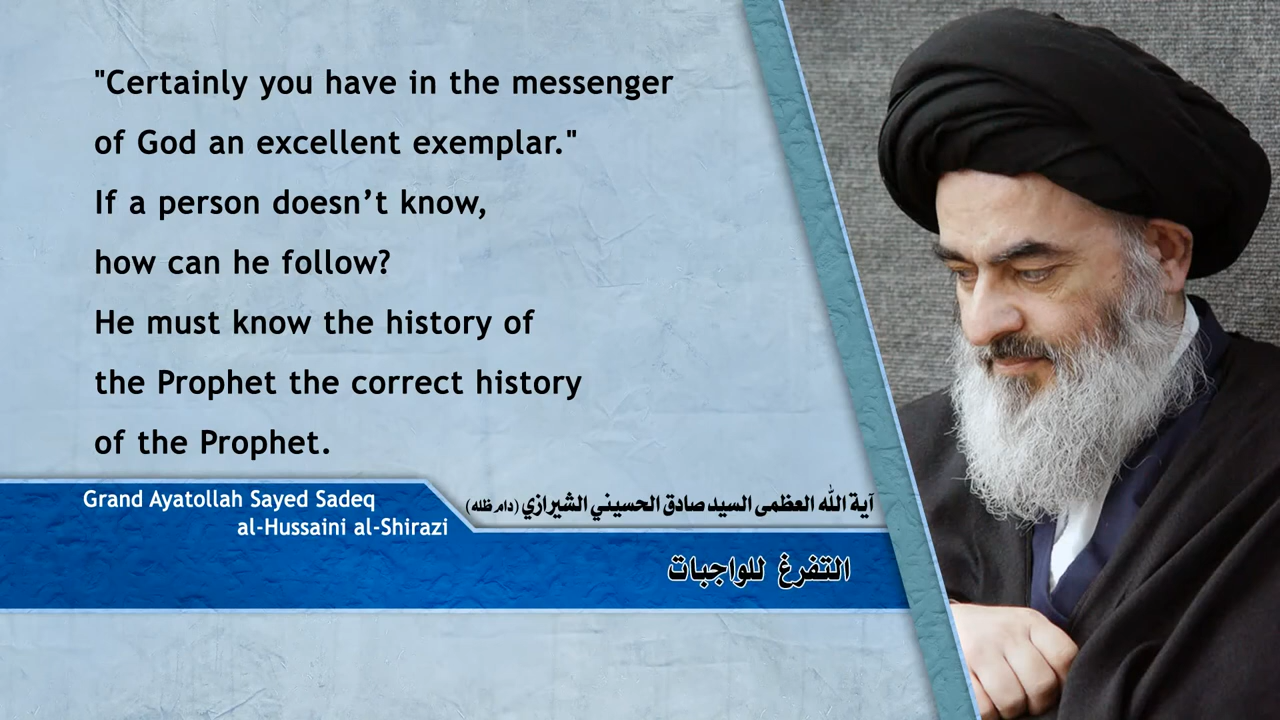 "Certainly you have in the messenger
of God an excellent exemplar."
If a person doesn’t know,
how can he follow?
He must know the history of
the Prophet the correct history
of the Prophet.
Grand Ayatollah Sayed Sadeq
al-Hussaini al-Shirazi
آية الله العظمى السيد صادق الحسيني الشيرازي (دام ظله)
التفرغ للواجبات